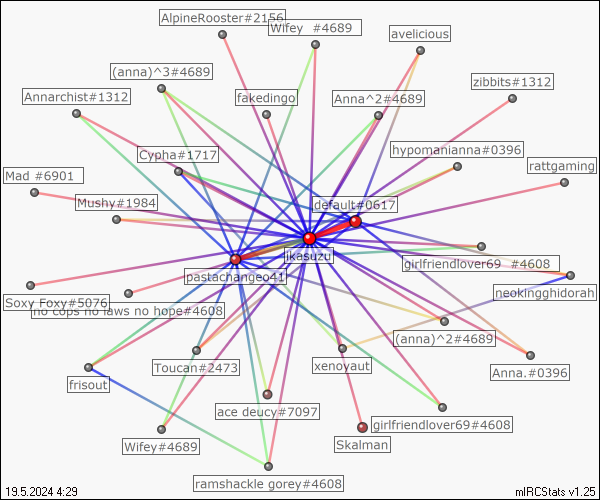 AlpineRooster#2156
Wifey  #4689
avelicious
(anna)^3#4689
zibbits#1312
Annarchist#1312
fakedingo
Anna^2#4689
Cypha#1717
hypomanianna#0396
rattgaming
Mad #6901
Mushy#1984
default#0617
likesuzu
girlfriendlover69  #4608
pastachangeo41
neokingghidorah
Soxy Foxy#5076
no cops no laws no hope#4608
(anna)^2#4689
Toucan#2473
xenoyaut
Anna.#0396
frisout
ace deucy#7097
girlfriendlover69#4608
Wifey#4689
Skalman
ramshackle gorey#4608
19.5.2024 4:29
mIRCStats v1.25